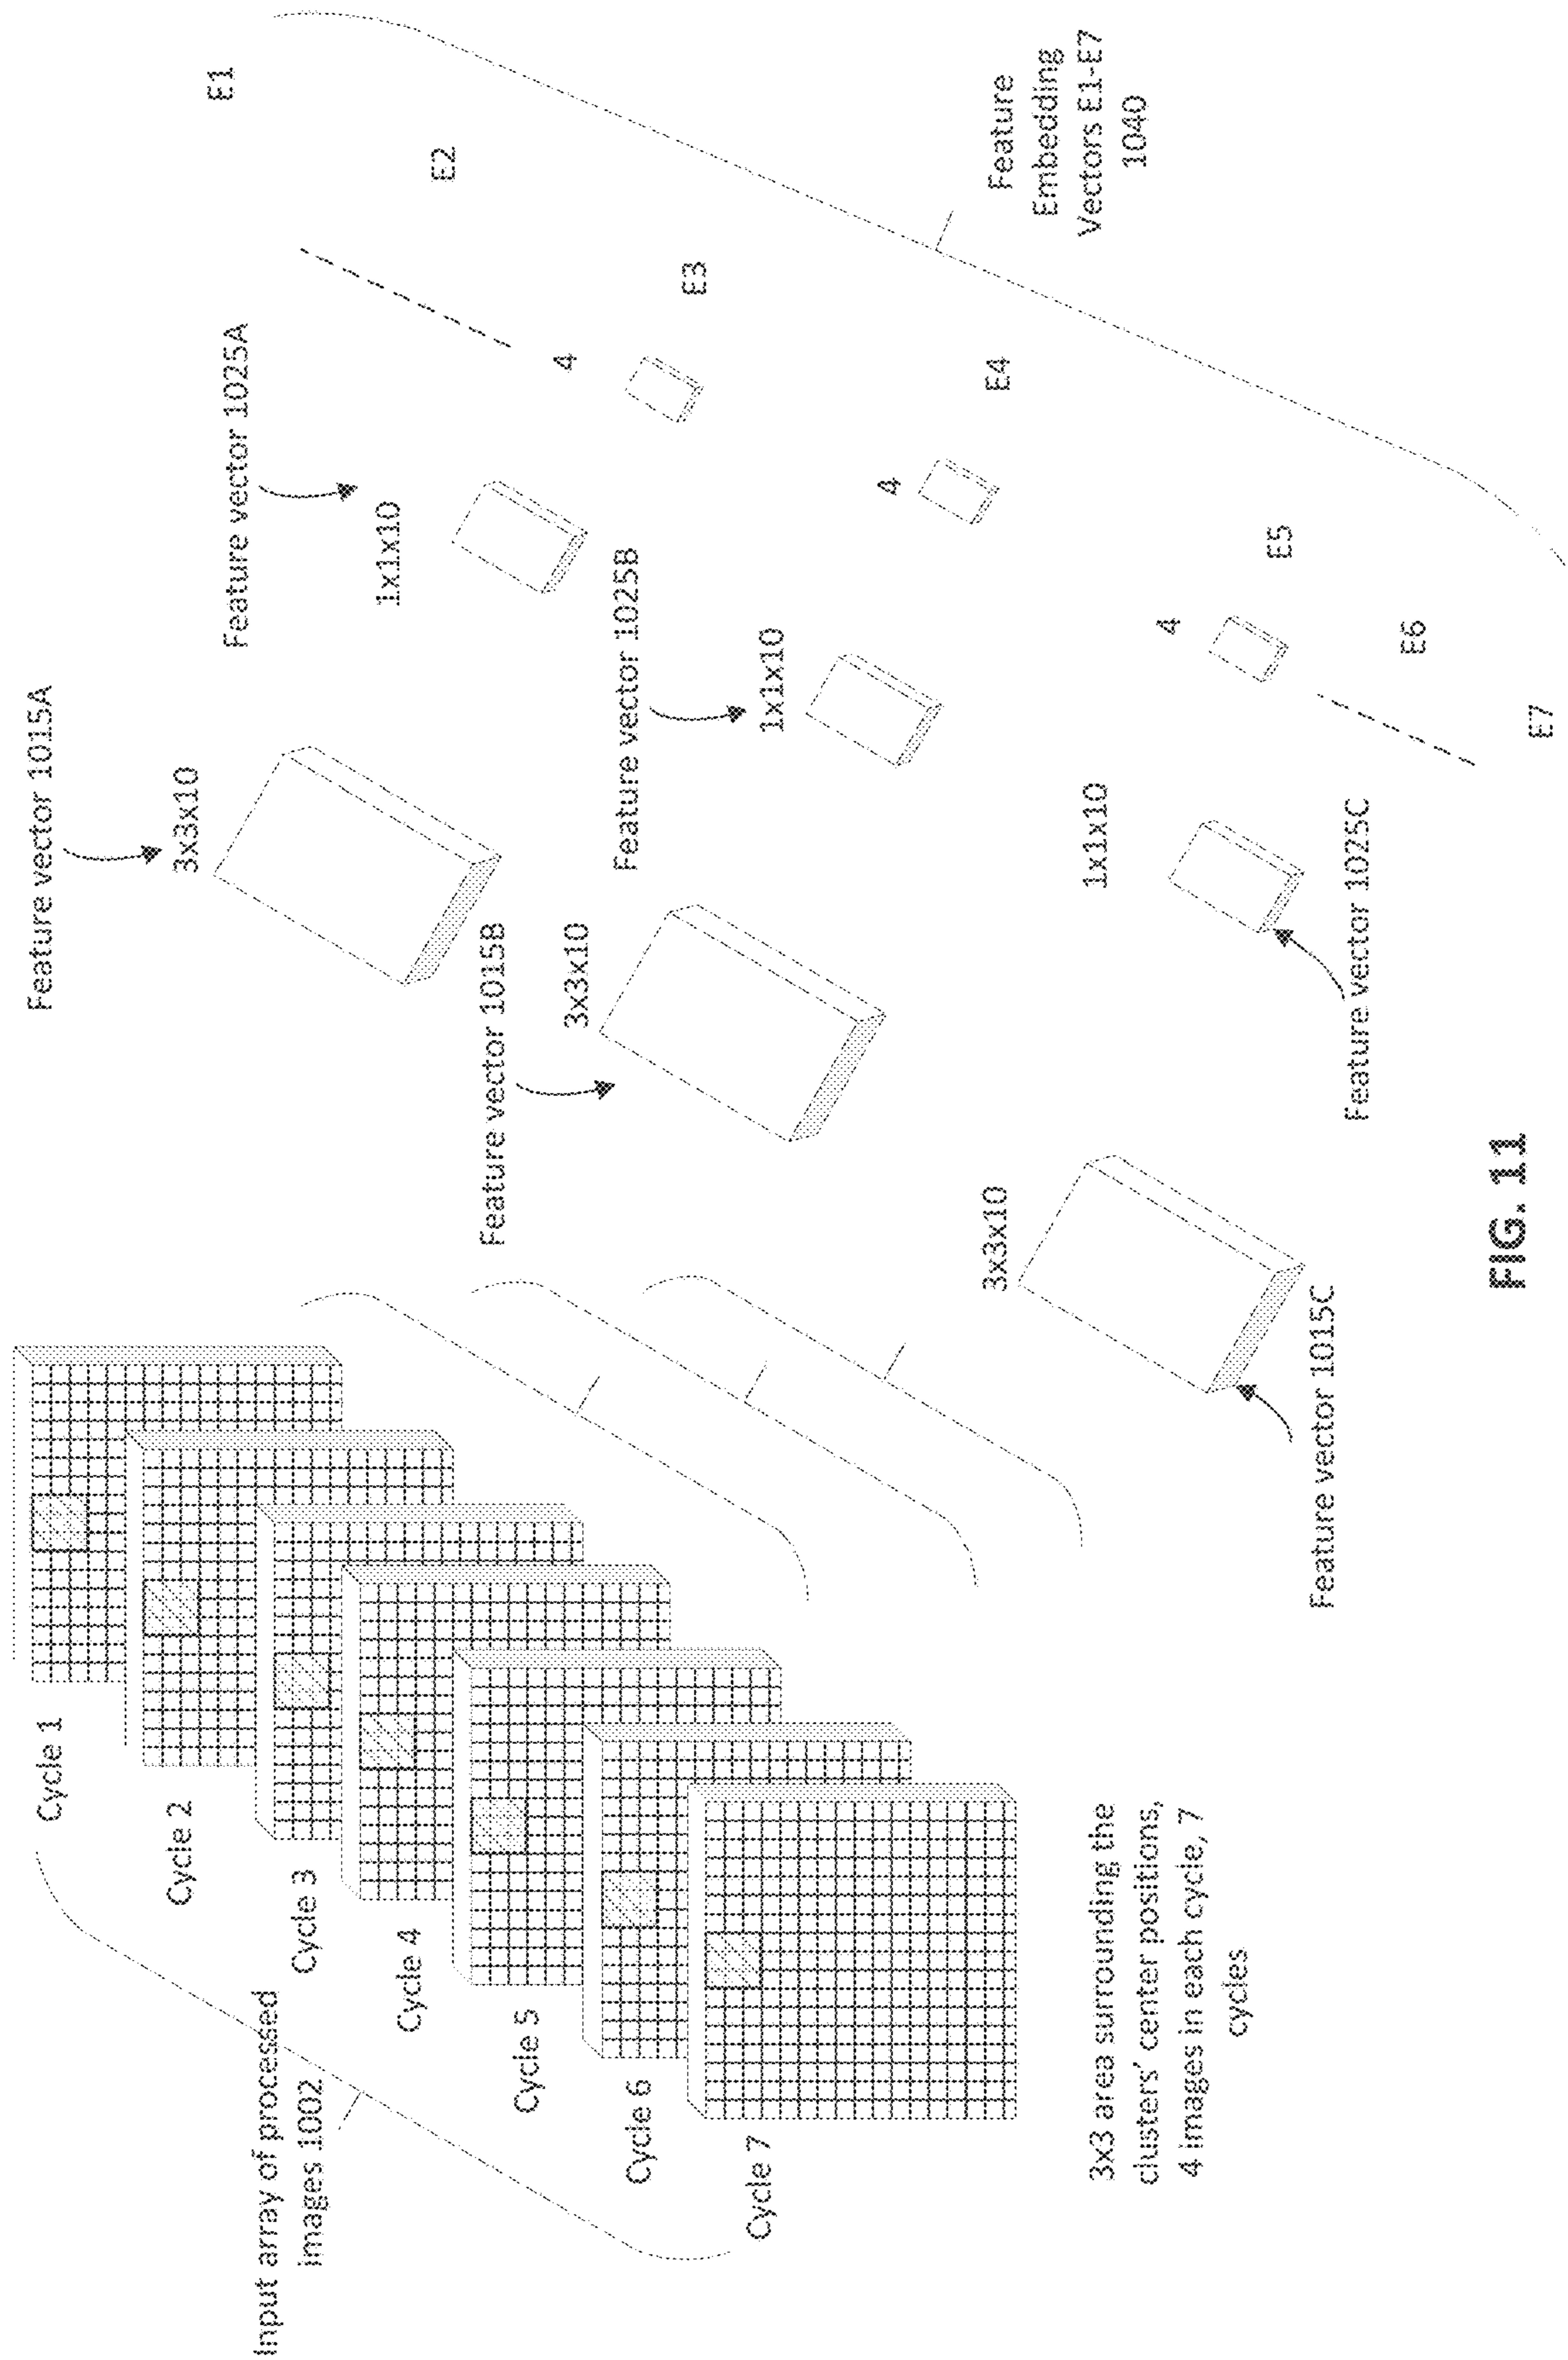 Input array of processed
images 1002
Cycle 1
Cycle 2
Cycle 3
Cycle 4
Cycle 5
Cycle 6
Cycle 7
3x3 area surrounding the
clusters' center positions,
4 images in each cycle, 7
cycles
Feature vector 1015A
3x3x10
Feature vector 1015B
3x3x10
3x3x10
Feature vector 1015C
Feature vector 1025A
1x1x10
Feature vector 1025B
1x1x10
1x1x10
Feature vector 1025C
4
4
4
E1
E2
E3
E4
E5
E6
E7
Feature
Embedding
Vectors E1-E7
1040
FIG. 11